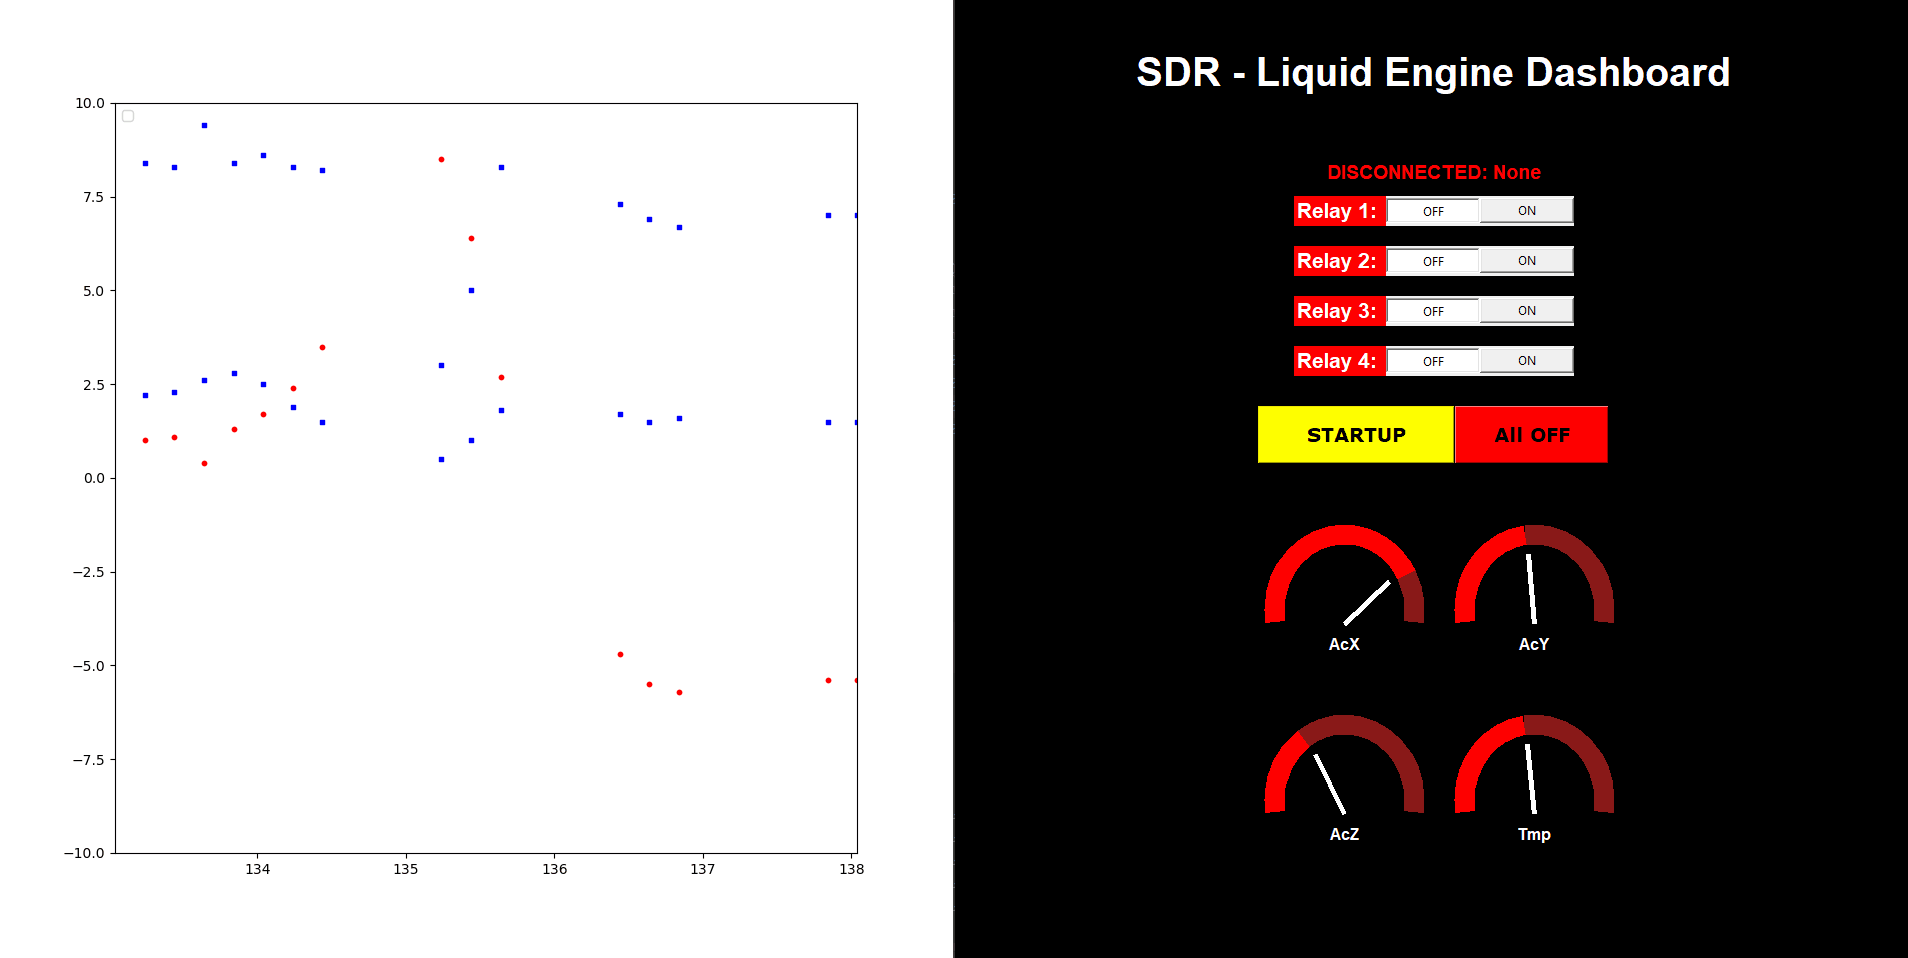 10.0
7.5
5.0
2.5
0.0
−2.5
−5.0
−7.5
−10.0
134 135 136 137 138
SDR - Liquid Engine Dashboard
DISCONNECTED: None
Relay 1: OFF ON
Relay 2: OFF ON
Relay 3: OFF ON
Relay 4: OFF ON
STARTUP All OFF
AcX AcY
AcZ Tmp